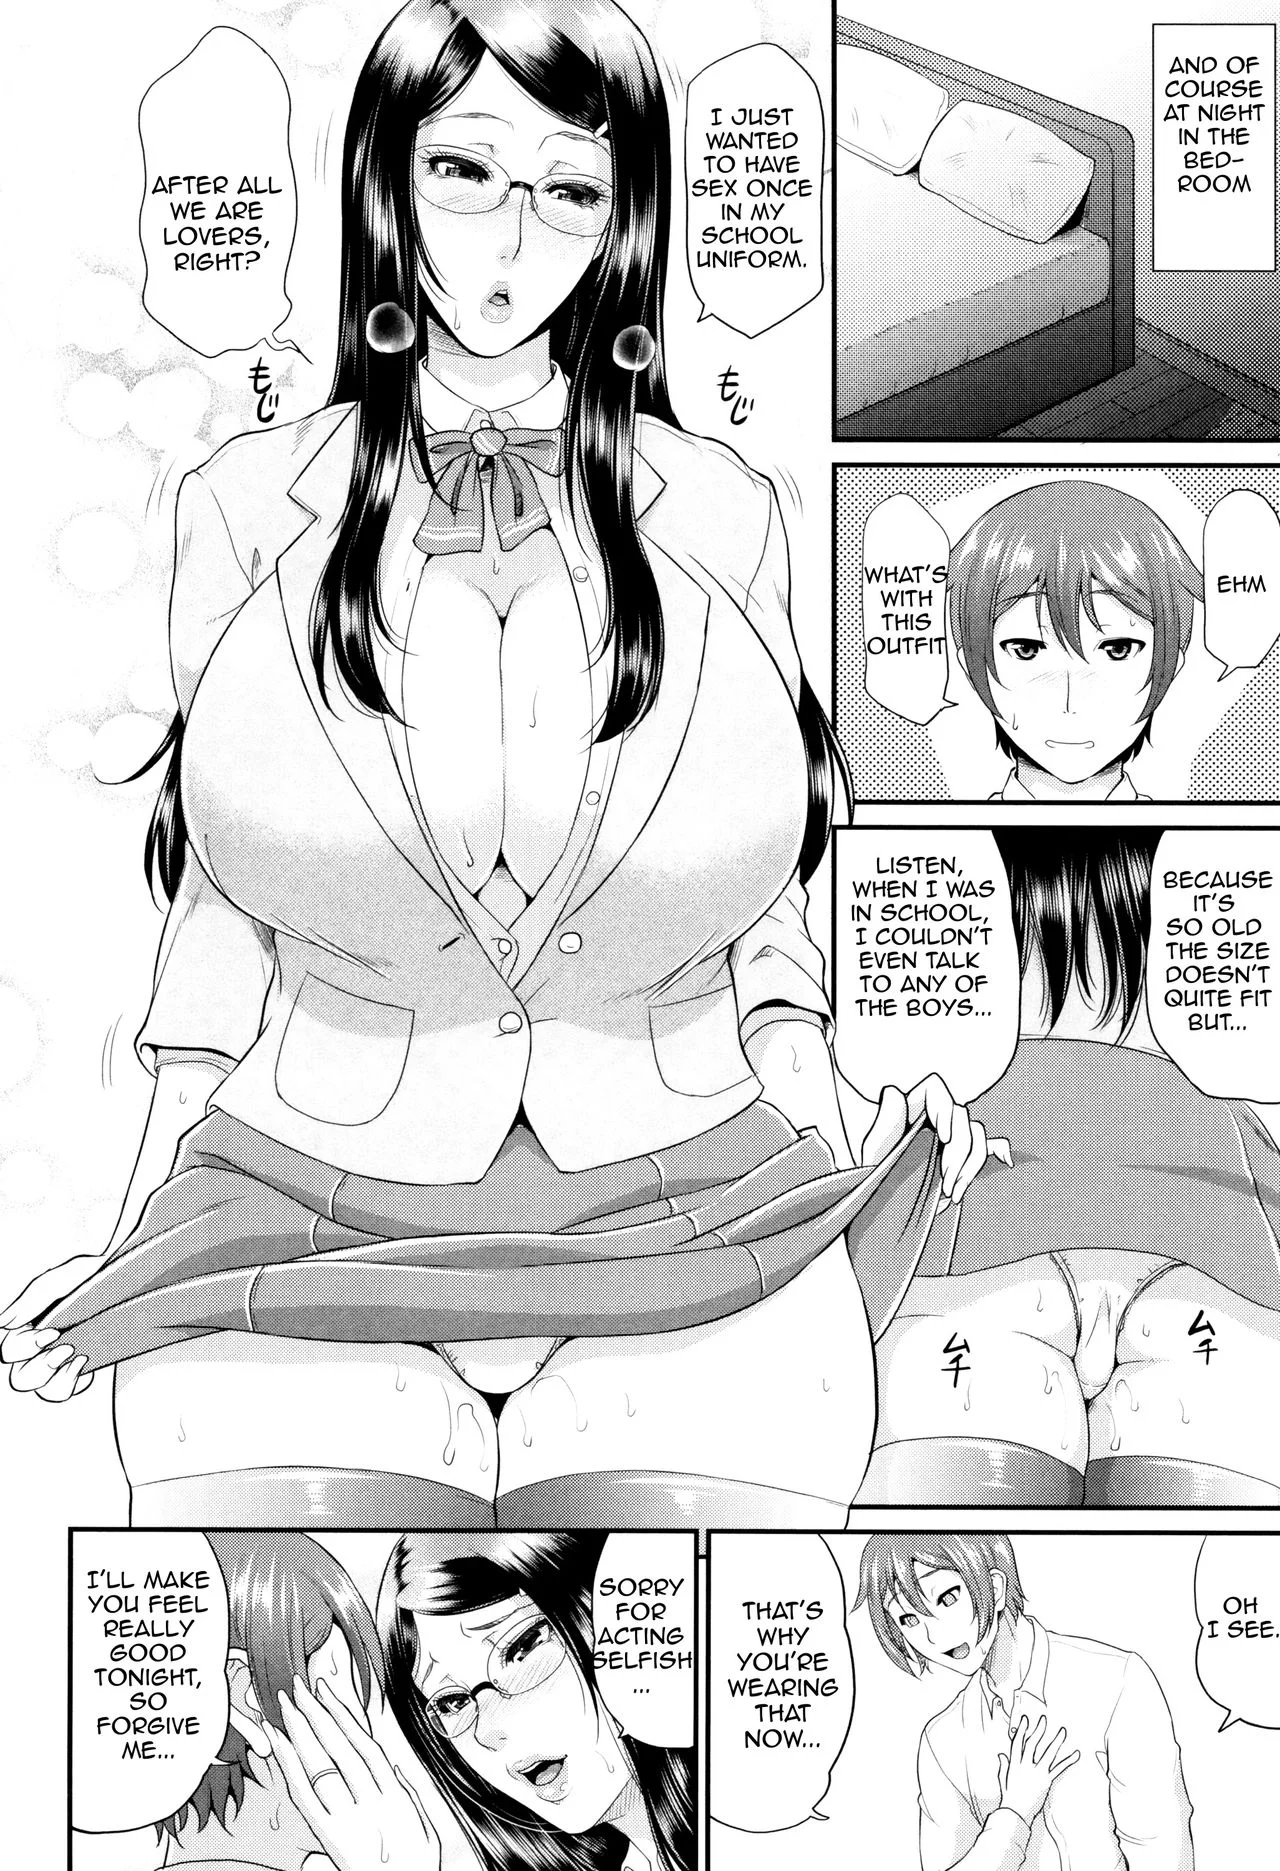 AND OF
COURSE
AT NIGHT
IN THE
BED-
ROOM
I JUST
WANTED
TO HAVE
SEX ONCE
IN MY
SCHOOL
UNIFORM.
AFTER ALL
WE ARE
LOVERS,
RIGHT?
もじ
もじ
EHM
WHAT'S
WITH
THIS
OUTFIT
BECAUSE
IT'S
SO OLD
THE SIZE
DOESN'T
QUITE FIT
BUT...
LISTEN,
WHEN I WAS
IN SCHOOL,
I COULDN'T
EVEN TALK
TO ANY OF
THE BOYS...
ムチ
ムチ
OH
I SEE.
THAT'S
WHY
YOU'RE
WEARING
THAT
NOW...
SORRY
FOR
ACTING
SELFISH
...
I'LL MAKE
YOU FEEL
REALLY
GOOD
TONIGHT,
SO
FORGIVE
ME...